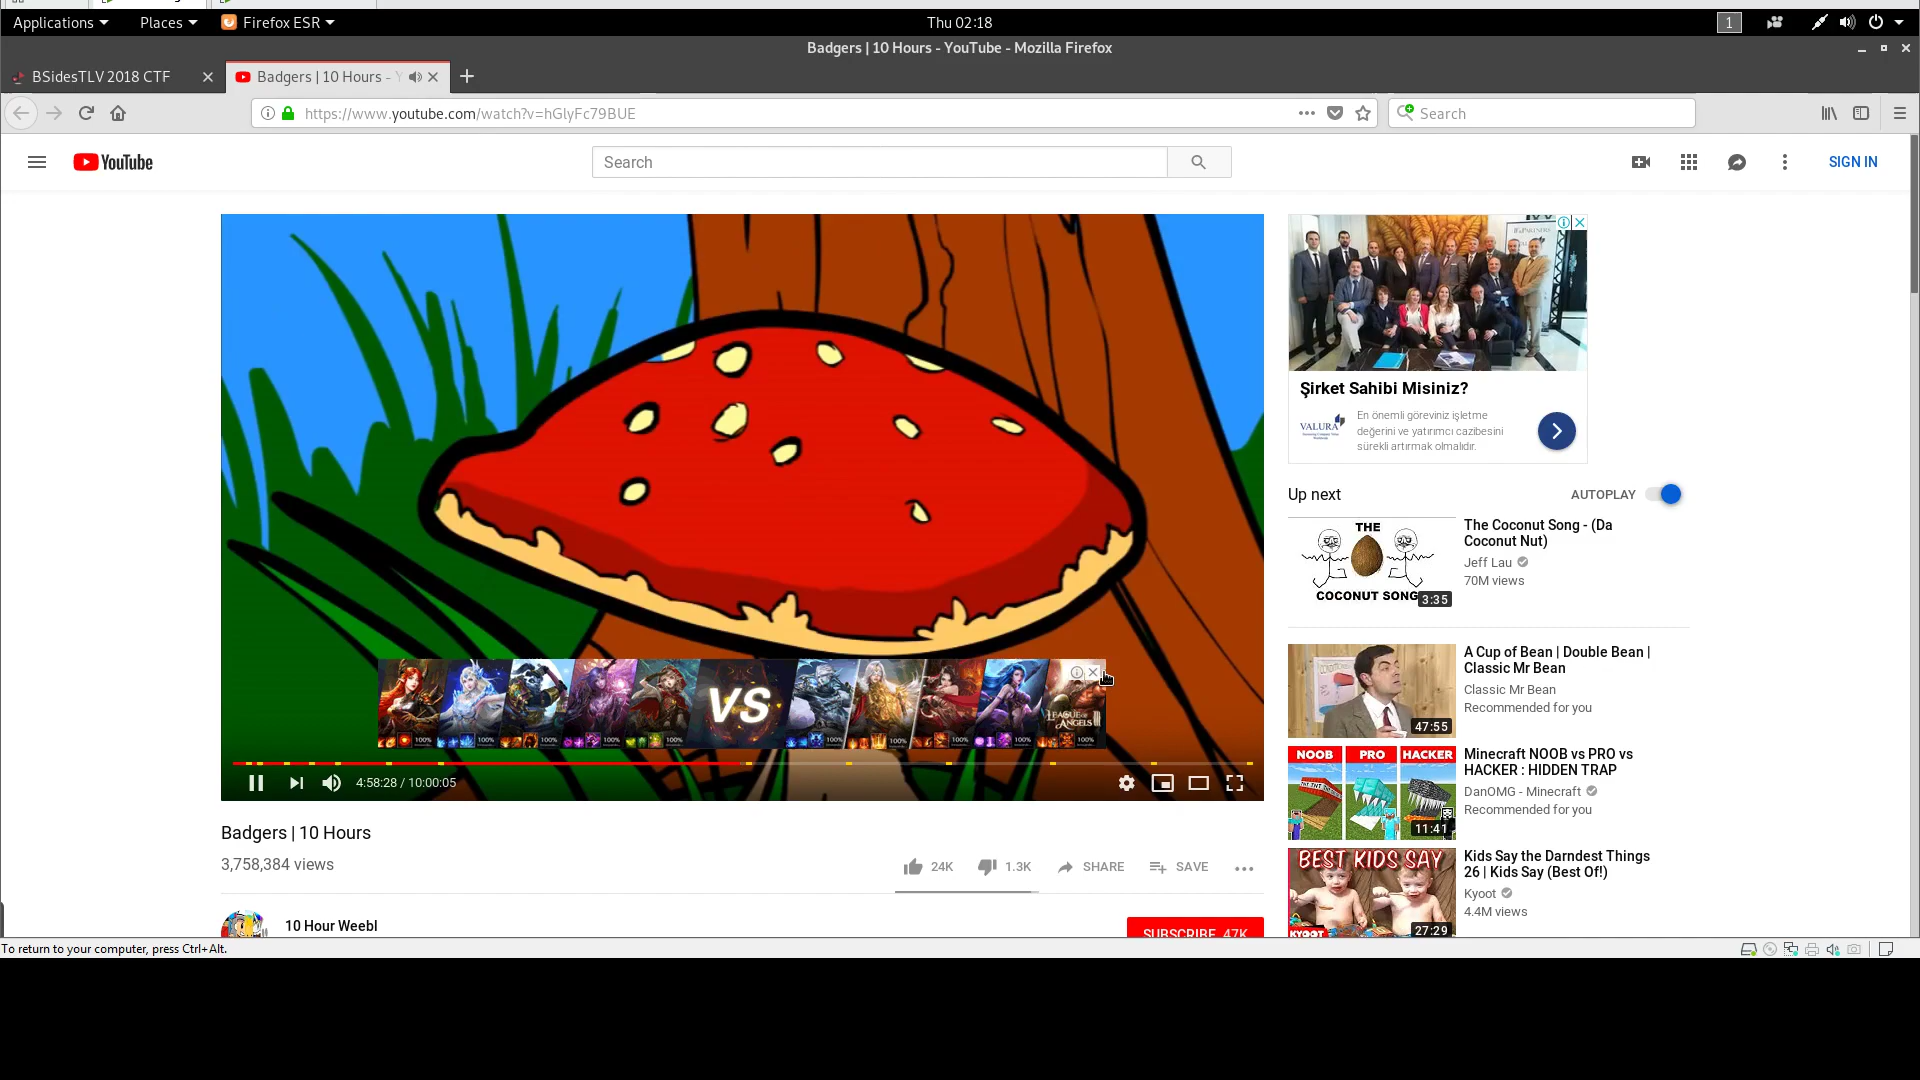 Applications
Places
Firefox ESR
Thu 02:18
1
Badgers | 10 Hours - YouTube - Mozilla Firefox
BSidesTLV 2018 CTF
Badgers | 10 Hours - Y
https://www.youtube.com/watch?v=hGlyFc79BUE
Search
YouTube
Search
SIGN IN
VS
LEAGUE OF
ANGELS III
4:58:28 / 10:00:05
Badgers | 10 Hours
3,758,384 views
24K
1.3K
SHARE
SAVE
10 Hour Weebl
SUBSCRIBE 47K
Şirket Sahibi Misiniz?
VALURA
En önemli göreviniz işletme
değerini ve yatırımcı cazibesini
sürekli artırmak olmalıdır.
Up next
AUTOPLAY
THE
COCONUT SONG
3:35
The Coconut Song - (Da
Coconut Nut)
Jeff Lau
70M views
47:55
A Cup of Bean | Double Bean |
Classic Mr Bean
Classic Mr Bean
Recommended for you
NOOB PRO HACKER
11:41
Minecraft NOOB vs PRO vs
HACKER : HIDDEN TRAP
DanOMG - Minecraft
Recommended for you
BEST KIDS SAY
KYOOT
27:29
Kids Say the Darndest Things
26 | Kids Say (Best Of!)
Kyoot
4.4M views
To return to your computer, press Ctrl+Alt.